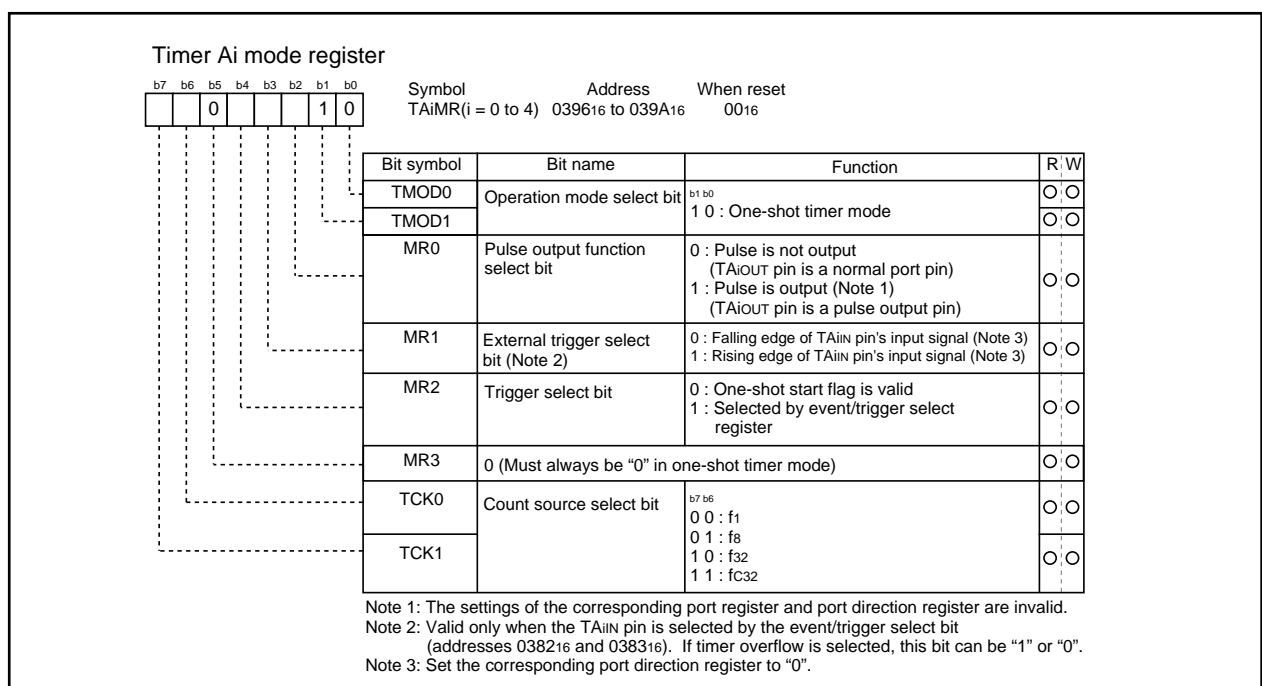 Timer Ai mode register
b7 b6 b5 b4 b3 b2 b1 b0
0 1 0
Symbol Address When reset
TAiMR(i = 0 to 4) 039616 to 039A16 0016
Bit symbol Bit name Function R W
TMOD0 Operation mode select bit b1 b0
TMOD1 1 0 : One-shot timer mode
MR0 Pulse output function select bit 0 : Pulse is not output
(TAiOUT pin is a normal port pin)
1 : Pulse is output (Note 1)
(TAiOUT pin is a pulse output pin)
MR1 External trigger select bit (Note 2) 0 : Falling edge of TAiIN pin's input signal (Note 3)
1 : Rising edge of TAiIN pin's input signal (Note 3)
MR2 Trigger select bit 0 : One-shot start flag is valid
1 : Selected by event/trigger select
register
MR3 0 (Must always be “0” in one-shot timer mode)
TCK0 Count source select bit b7 b6
0 0 : f1
0 1 : f8
TCK1 1 0 : f32
1 1 : fC32
Note 1: The settings of the corresponding port register and port direction register are invalid.
Note 2: Valid only when the TAiIN pin is selected by the event/trigger select bit
(addresses 038216 and 038316). If timer overflow is selected, this bit can be “1” or “0”.
Note 3: Set the corresponding port direction register to “0”.